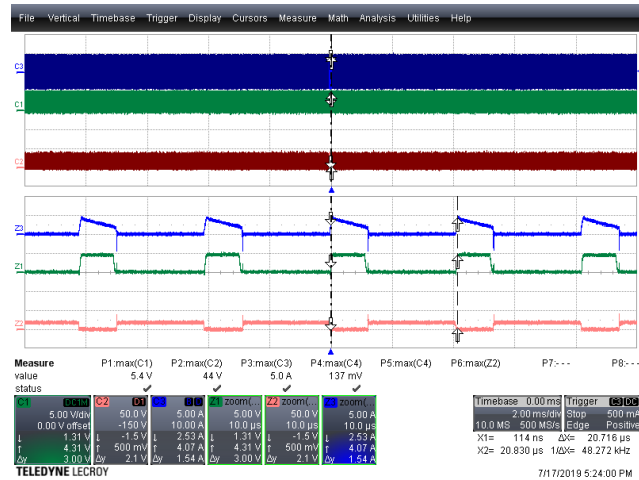 File Vertical Timebase Trigger Display Cursors Measure Math Analysis Utilities Help
C3
C1
C2
Z3
Z1
Z2
Measure P1:max(C1) P2:max(C2) P3:max(C3) P4:max(C4) P5:max(C4) P6:max(Z2) P7:--- P8:---
value 5.4 V 44 V 5.0 A 137 mV
status
C1 DC1M C2 D1 C3 Z1 zoom(... Z2 zoom(... Z3 zoom(...
5.00 V/div 50.0 V 10.00 A 5.00 V 50.0 V 5.00 A
0.00 V offset -150 V 0.00 A 10.0 µs 10.0 µs 10.0 µs
1.31 V -1.5 V 2.53 A 1.31 V -1.5 V 2.53 A
4.31 V 500 mV 4.07 A 4.31 V 500 mV 4.07 A
Δy 3.00 V Δy 2.1 V Δy 1.54 A Δy 3.00 V Δy 2.1 V Δy 1.54 A
Timebase 0.00 ms Trigger C3 DC
2.00 ms/div Stop 500 mA
10.0 MS 500 MS/s Edge Positive
X1= 114 ns ΔX= 20.716 µs
X2= 20.830 µs 1/ΔX= 48.272 kHz
TELEDYNE LECROY 7/17/2019 5:24:00 PM